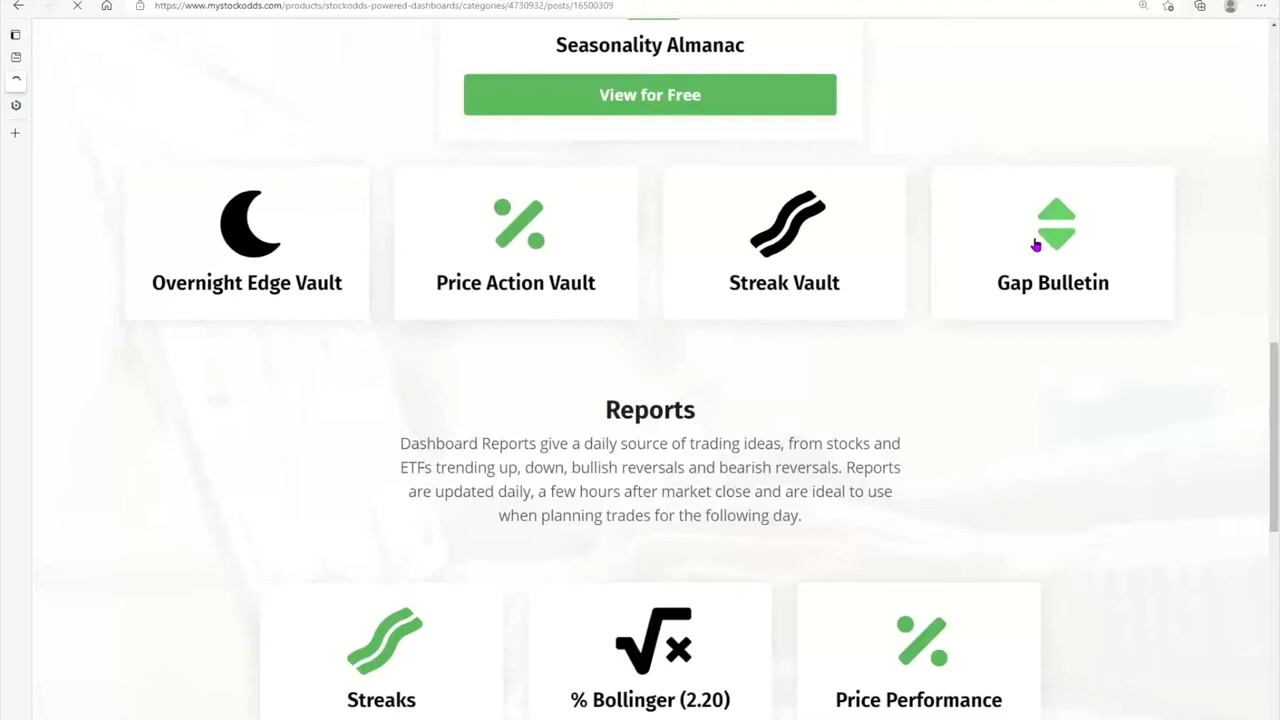 https://www.mystockodds.com/products/stockodds-powered-dashboards/categories/4730932/posts/16500309
Seasonality Almanac
View for Free
Overnight Edge Vault
Price Action Vault
Streak Vault
Gap Bulletin
Reports
Dashboard Reports give a daily source of trading ideas, from stocks and
ETFs trending up, down, bullish reversals and bearish reversals. Reports
are updated daily, a few hours after market close and are ideal to use
when planning trades for the following day.
Streaks
% Bollinger (2.20)
Price Performance